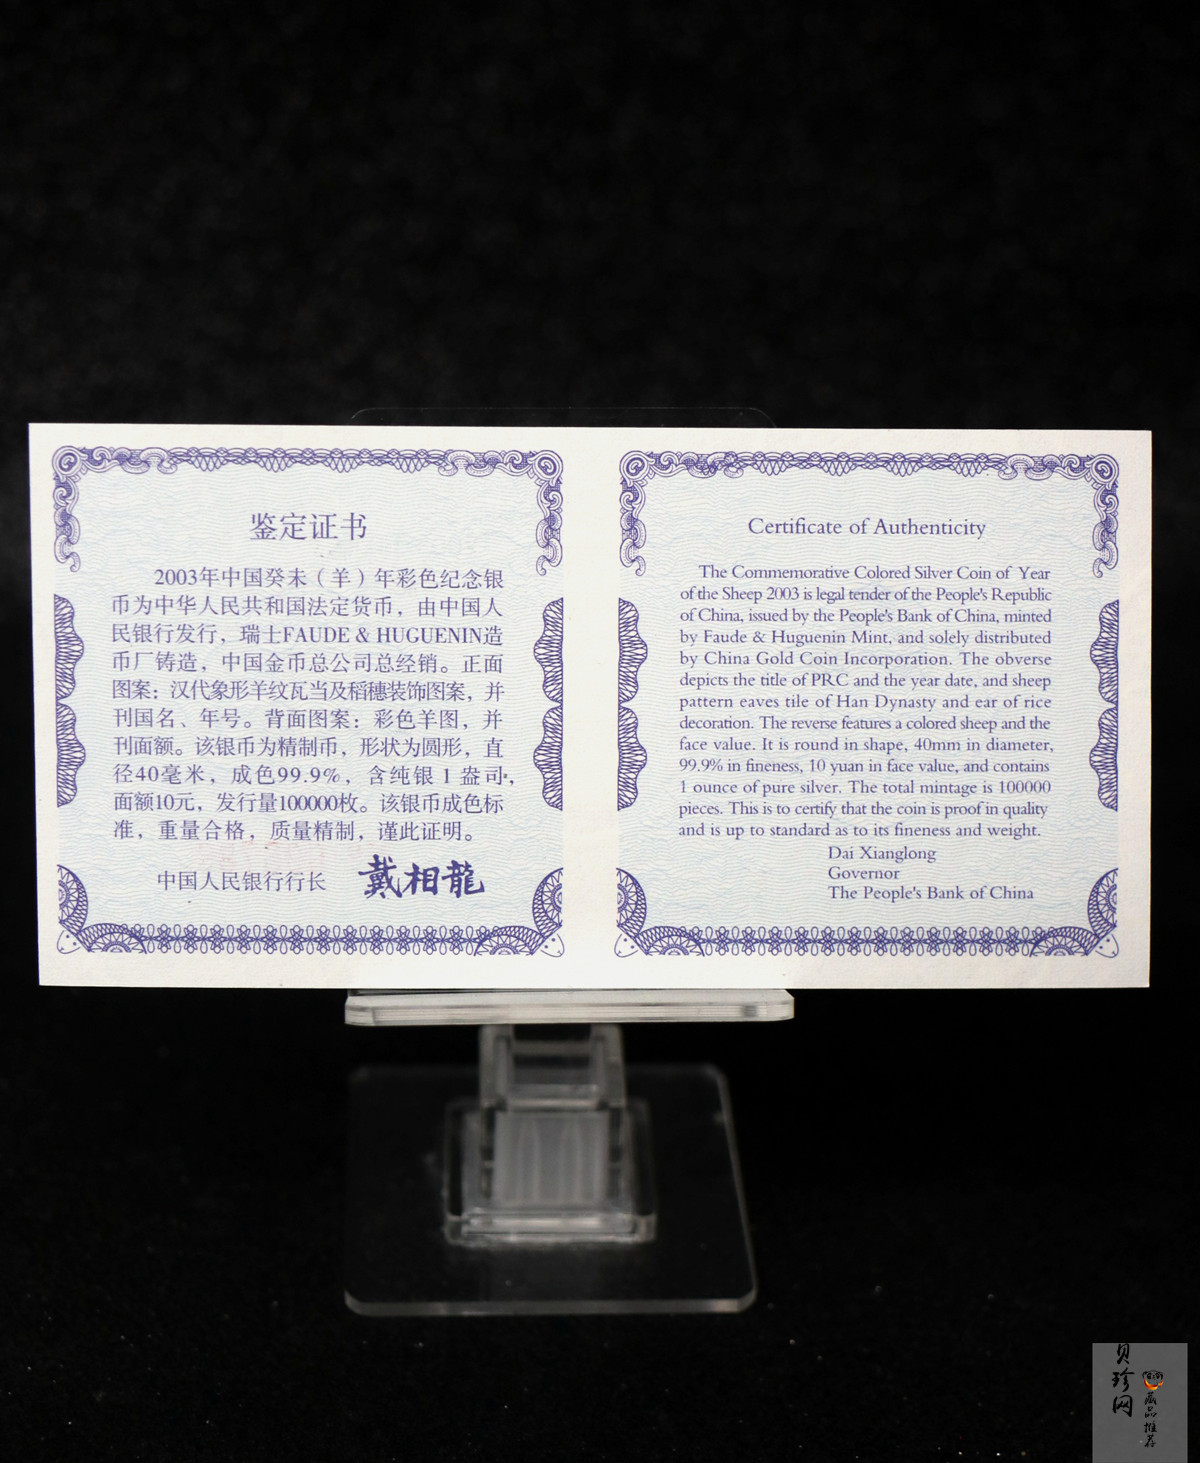 鉴定证书
2003年中国癸未（羊）年彩色纪念银
币为中华人民共和国法定货币，由中国人
民银行发行，瑞士FAUDE & HUGUENIN造
币厂铸造，中国金币总公司总经销。正面
图案：汉代象形羊纹瓦当及稻穗装饰图案，并
刊国名、年号。背面图案：彩色羊图，并
刊面额。该银币为精制币，形状为圆形，直
径40毫米，成色99.9%，含纯银1盎司，
面额10元，发行量100000枚。该银币成色标
准，重量合格，质量精制，谨此证明。
中国人民银行行长 戴相龍
Certificate of Authenticity
The Commemorative Colored Silver Coin of Year
of the Sheep 2003 is legal tender of the People's Republic
of China, issued by the People's Bank of China, minted
by Faude & Huguenin Mint, and solely distributed
by China Gold Coin Incorporation. The obverse
depicts the title of PRC and the year date, and sheep
pattern eaves tile of Han Dynasty and ear of rice
decoration. The reverse features a colored sheep and the
face value. It is round in shape, 40mm in diameter,
99.9% in fineness, 10 yuan in face value, and contains
1 ounce of pure silver. The total mintage is 100000
pieces. This is to certify that the coin is proof in quality
and is up to standard as to its fineness and weight.
Dai Xianglong
Governor
The People's Bank of China
贝珍网
藏品推荐